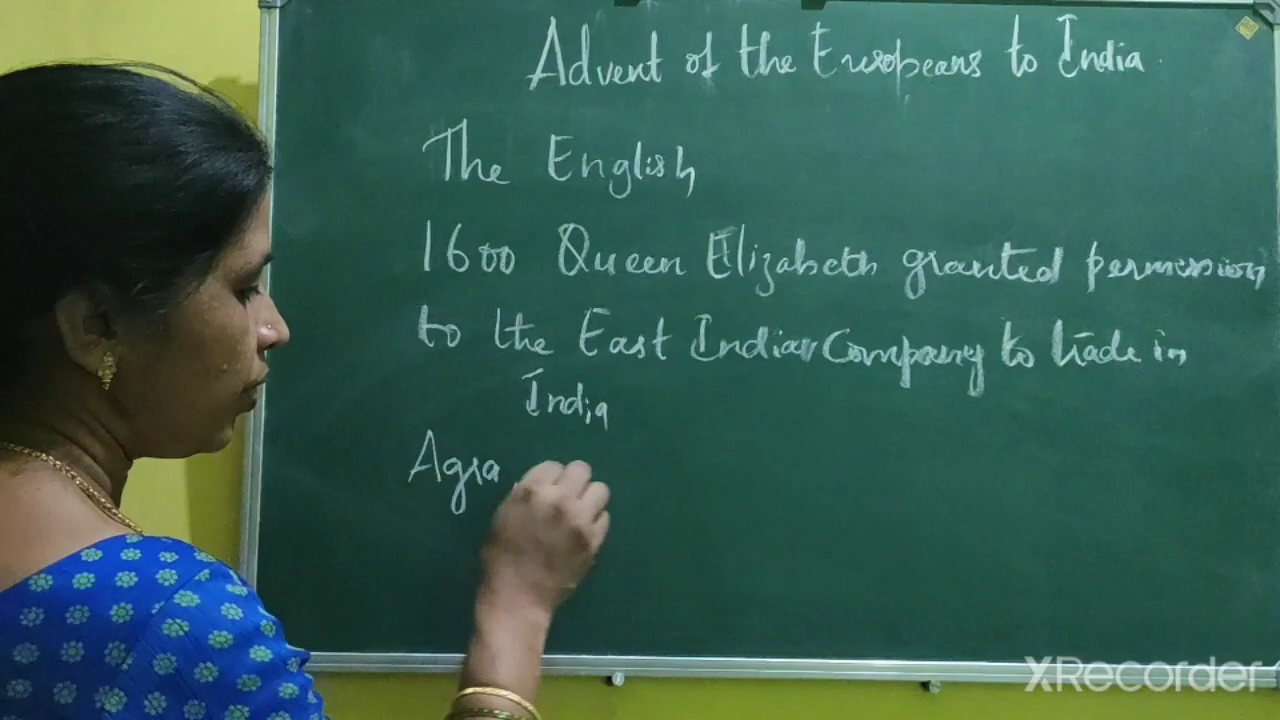 Advent of the Europeans to India
The English
1600 Queen Elizabeth granted permission
to the East Indian Company to trade in
India
Agra
XRecorder